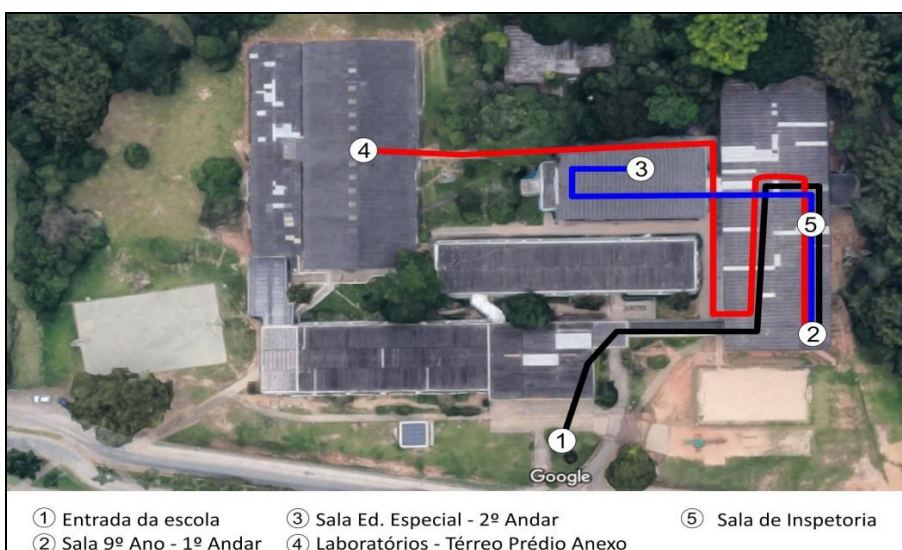 4
3
5
2
1
Google
1 Entrada da escola
3 Sala Ed. Especial - 2º Andar
5 Sala de Inspetoria
2 Sala 9º Ano - 1º Andar
4 Laboratórios - Térreo Prédio Anexo